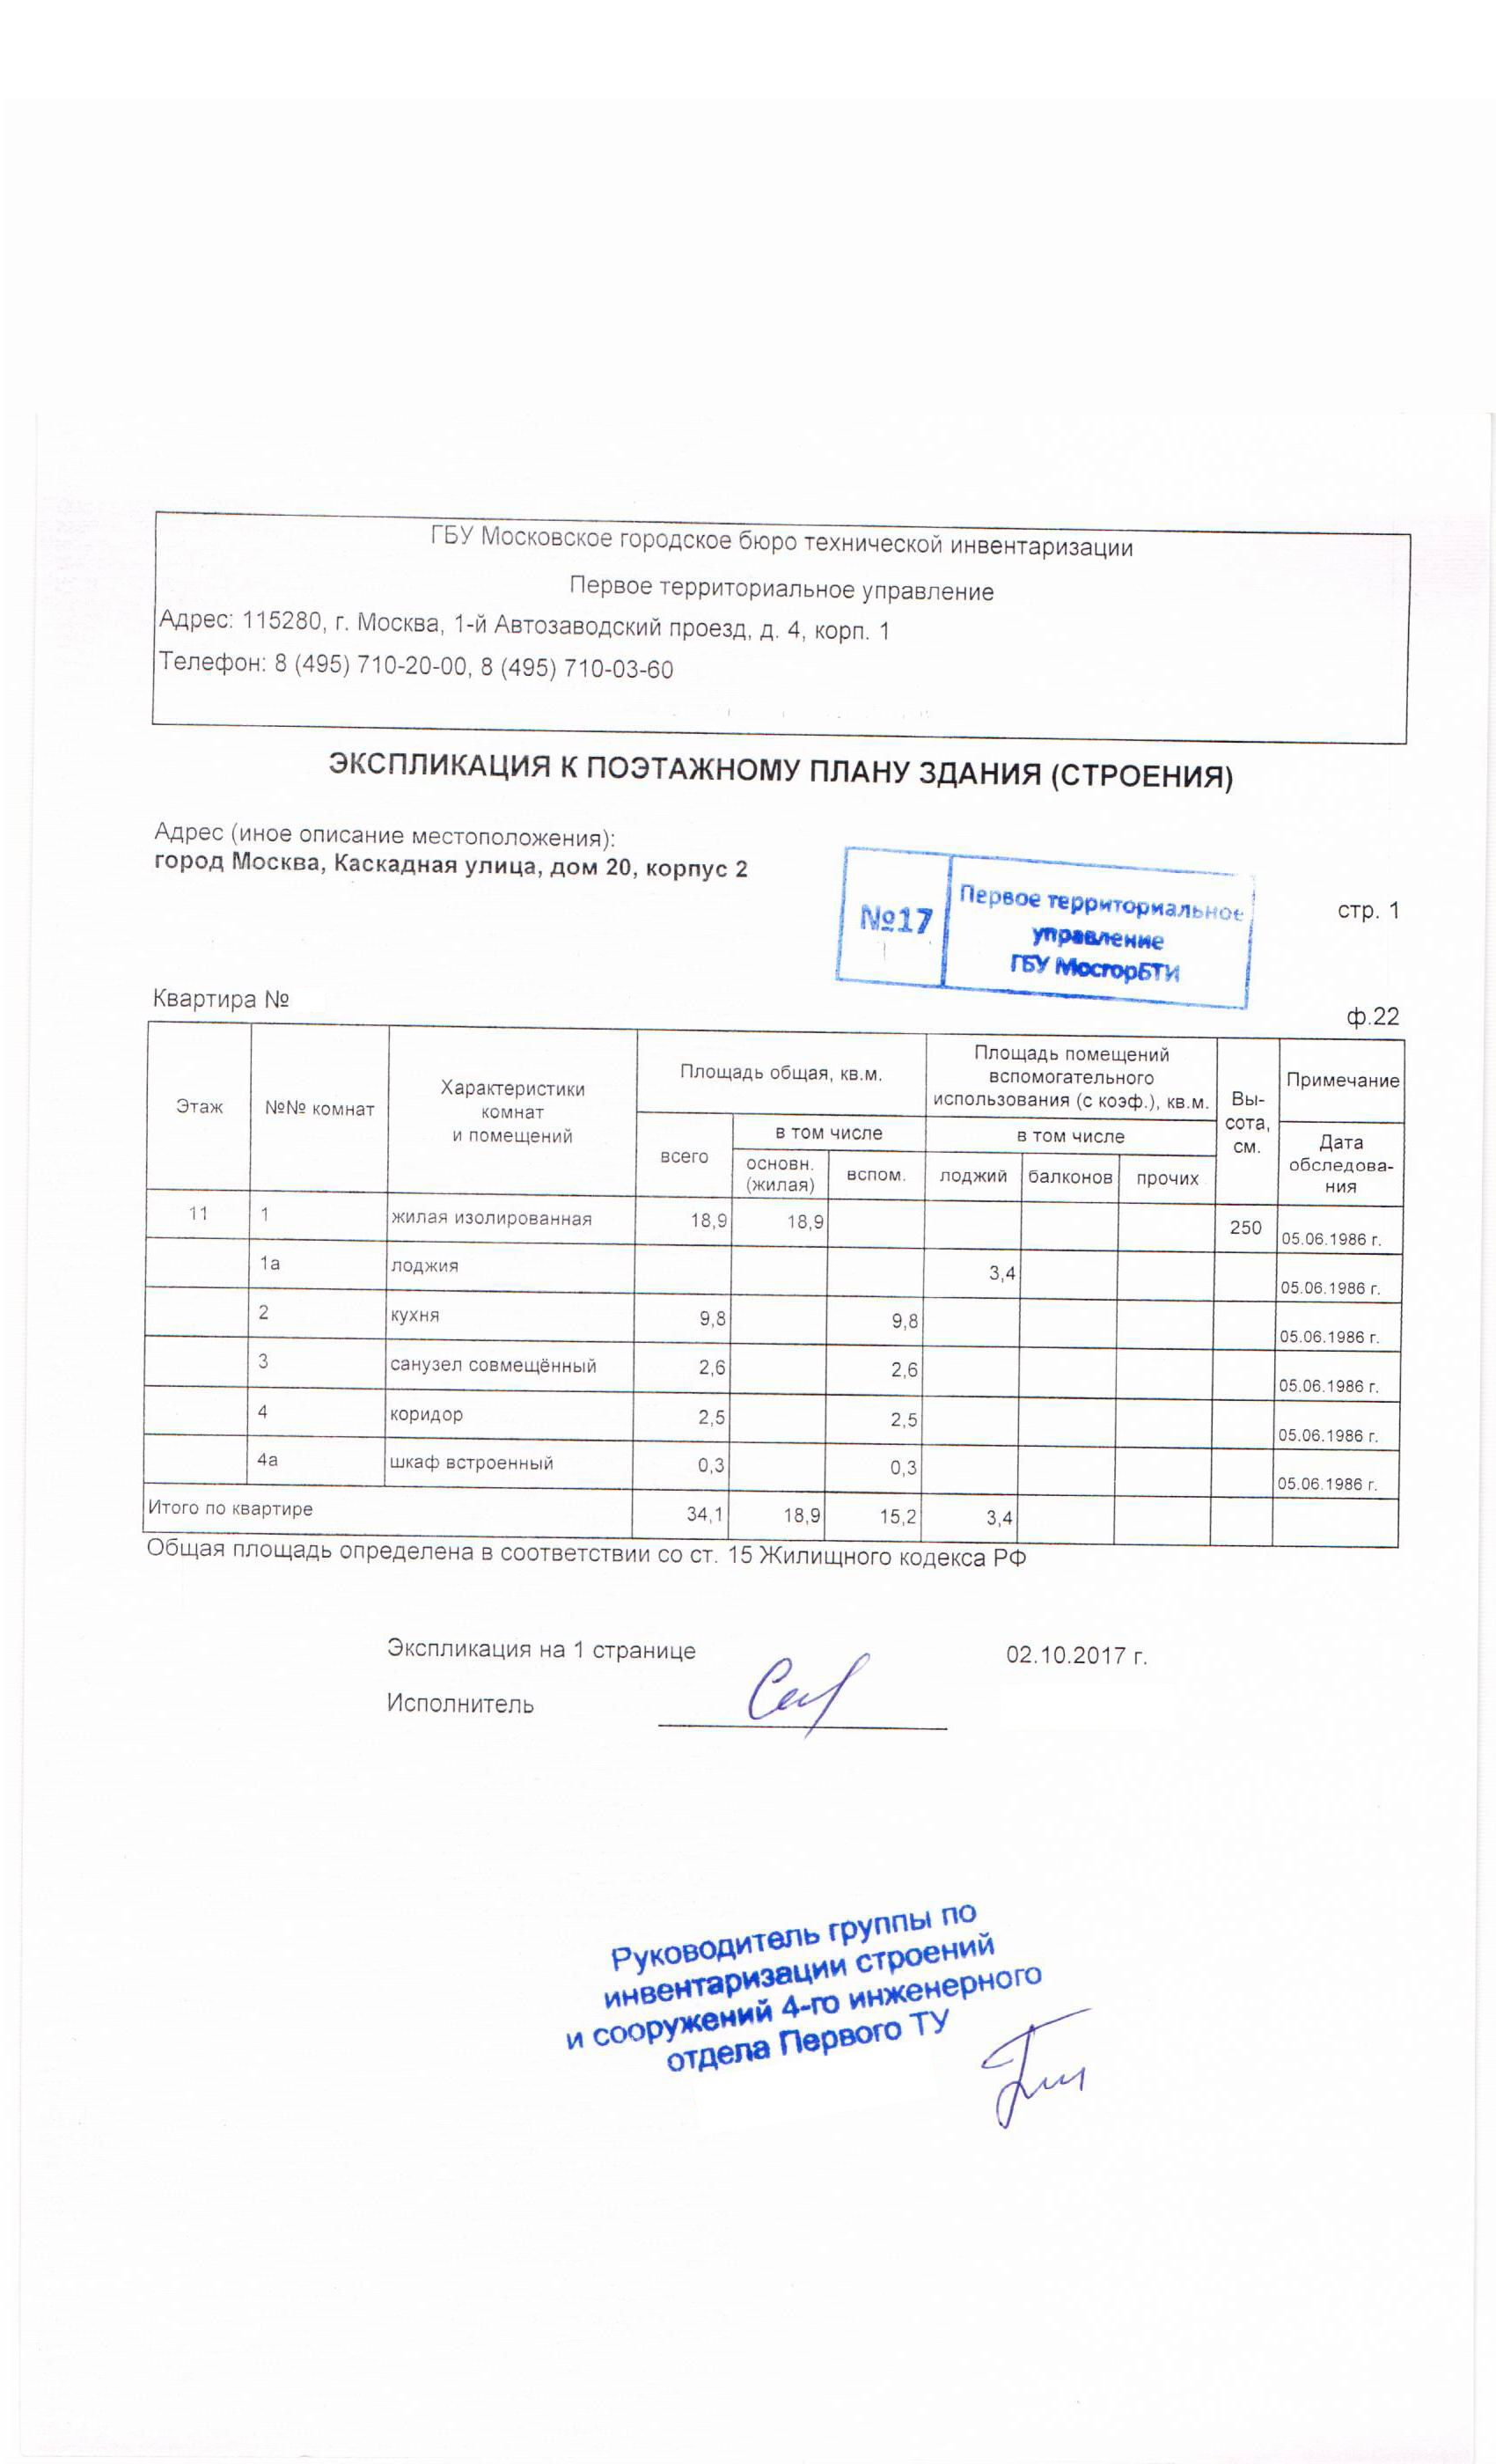 ГБУ Московское городское бюро технической инвентаризации
Первое территориальное управление
Адрес: 115280, г. Москва, 1-й Автозаводский проезд, д. 4, корп. 1
Телефон: 8 (495) 710-20-00, 8 (495) 710-03-60
ЭКСПЛИКАЦИЯ К ПОЭТАЖНОМУ ПЛАНУ ЗДАНИЯ (СТРОЕНИЯ)
Адрес (иное описание местоположения):
город Москва, Каскадная улица, дом 20, корпус 2
№17
Первое территориальное
управление
ГБУ МосгорБТИ
стр. 1
Квартира №
ф.22
Этаж
№№ комнат
Характеристики
комнат
и помещений
Площадь общая, кв.м.
всего
в том числе
основн.
(жилая)
вспом.
Площадь помещений
вспомогательного
использования (с коэф.), кв.м.
в том числе
лоджий
балконов
прочих
Вы-
сота,
см.
Примечание
Дата
обследова-
ния
11 1 жилая изолированная 18,9 18,9 250 05.06.1986 г.
1а лоджия 3,4 05.06.1986 г.
2 кухня 9,8 9,8 05.06.1986 г.
3 санузел совмещённый 2,6 2,6 05.06.1986 г.
4 коридор 2,5 2,5 05.06.1986 г.
4а шкаф встроенный 0,3 0,3 05.06.1986 г.
Итого по квартире 34,1 18,9 15,2 3,4
Общая площадь определена в соответствии со ст. 15 Жилищного кодекса РФ
Экспликация на 1 странице 02.10.2017 г.
Исполнитель
Руководитель группы по
инвентаризации строений
и сооружений 4-го инженерного
отдела Первого ТУ